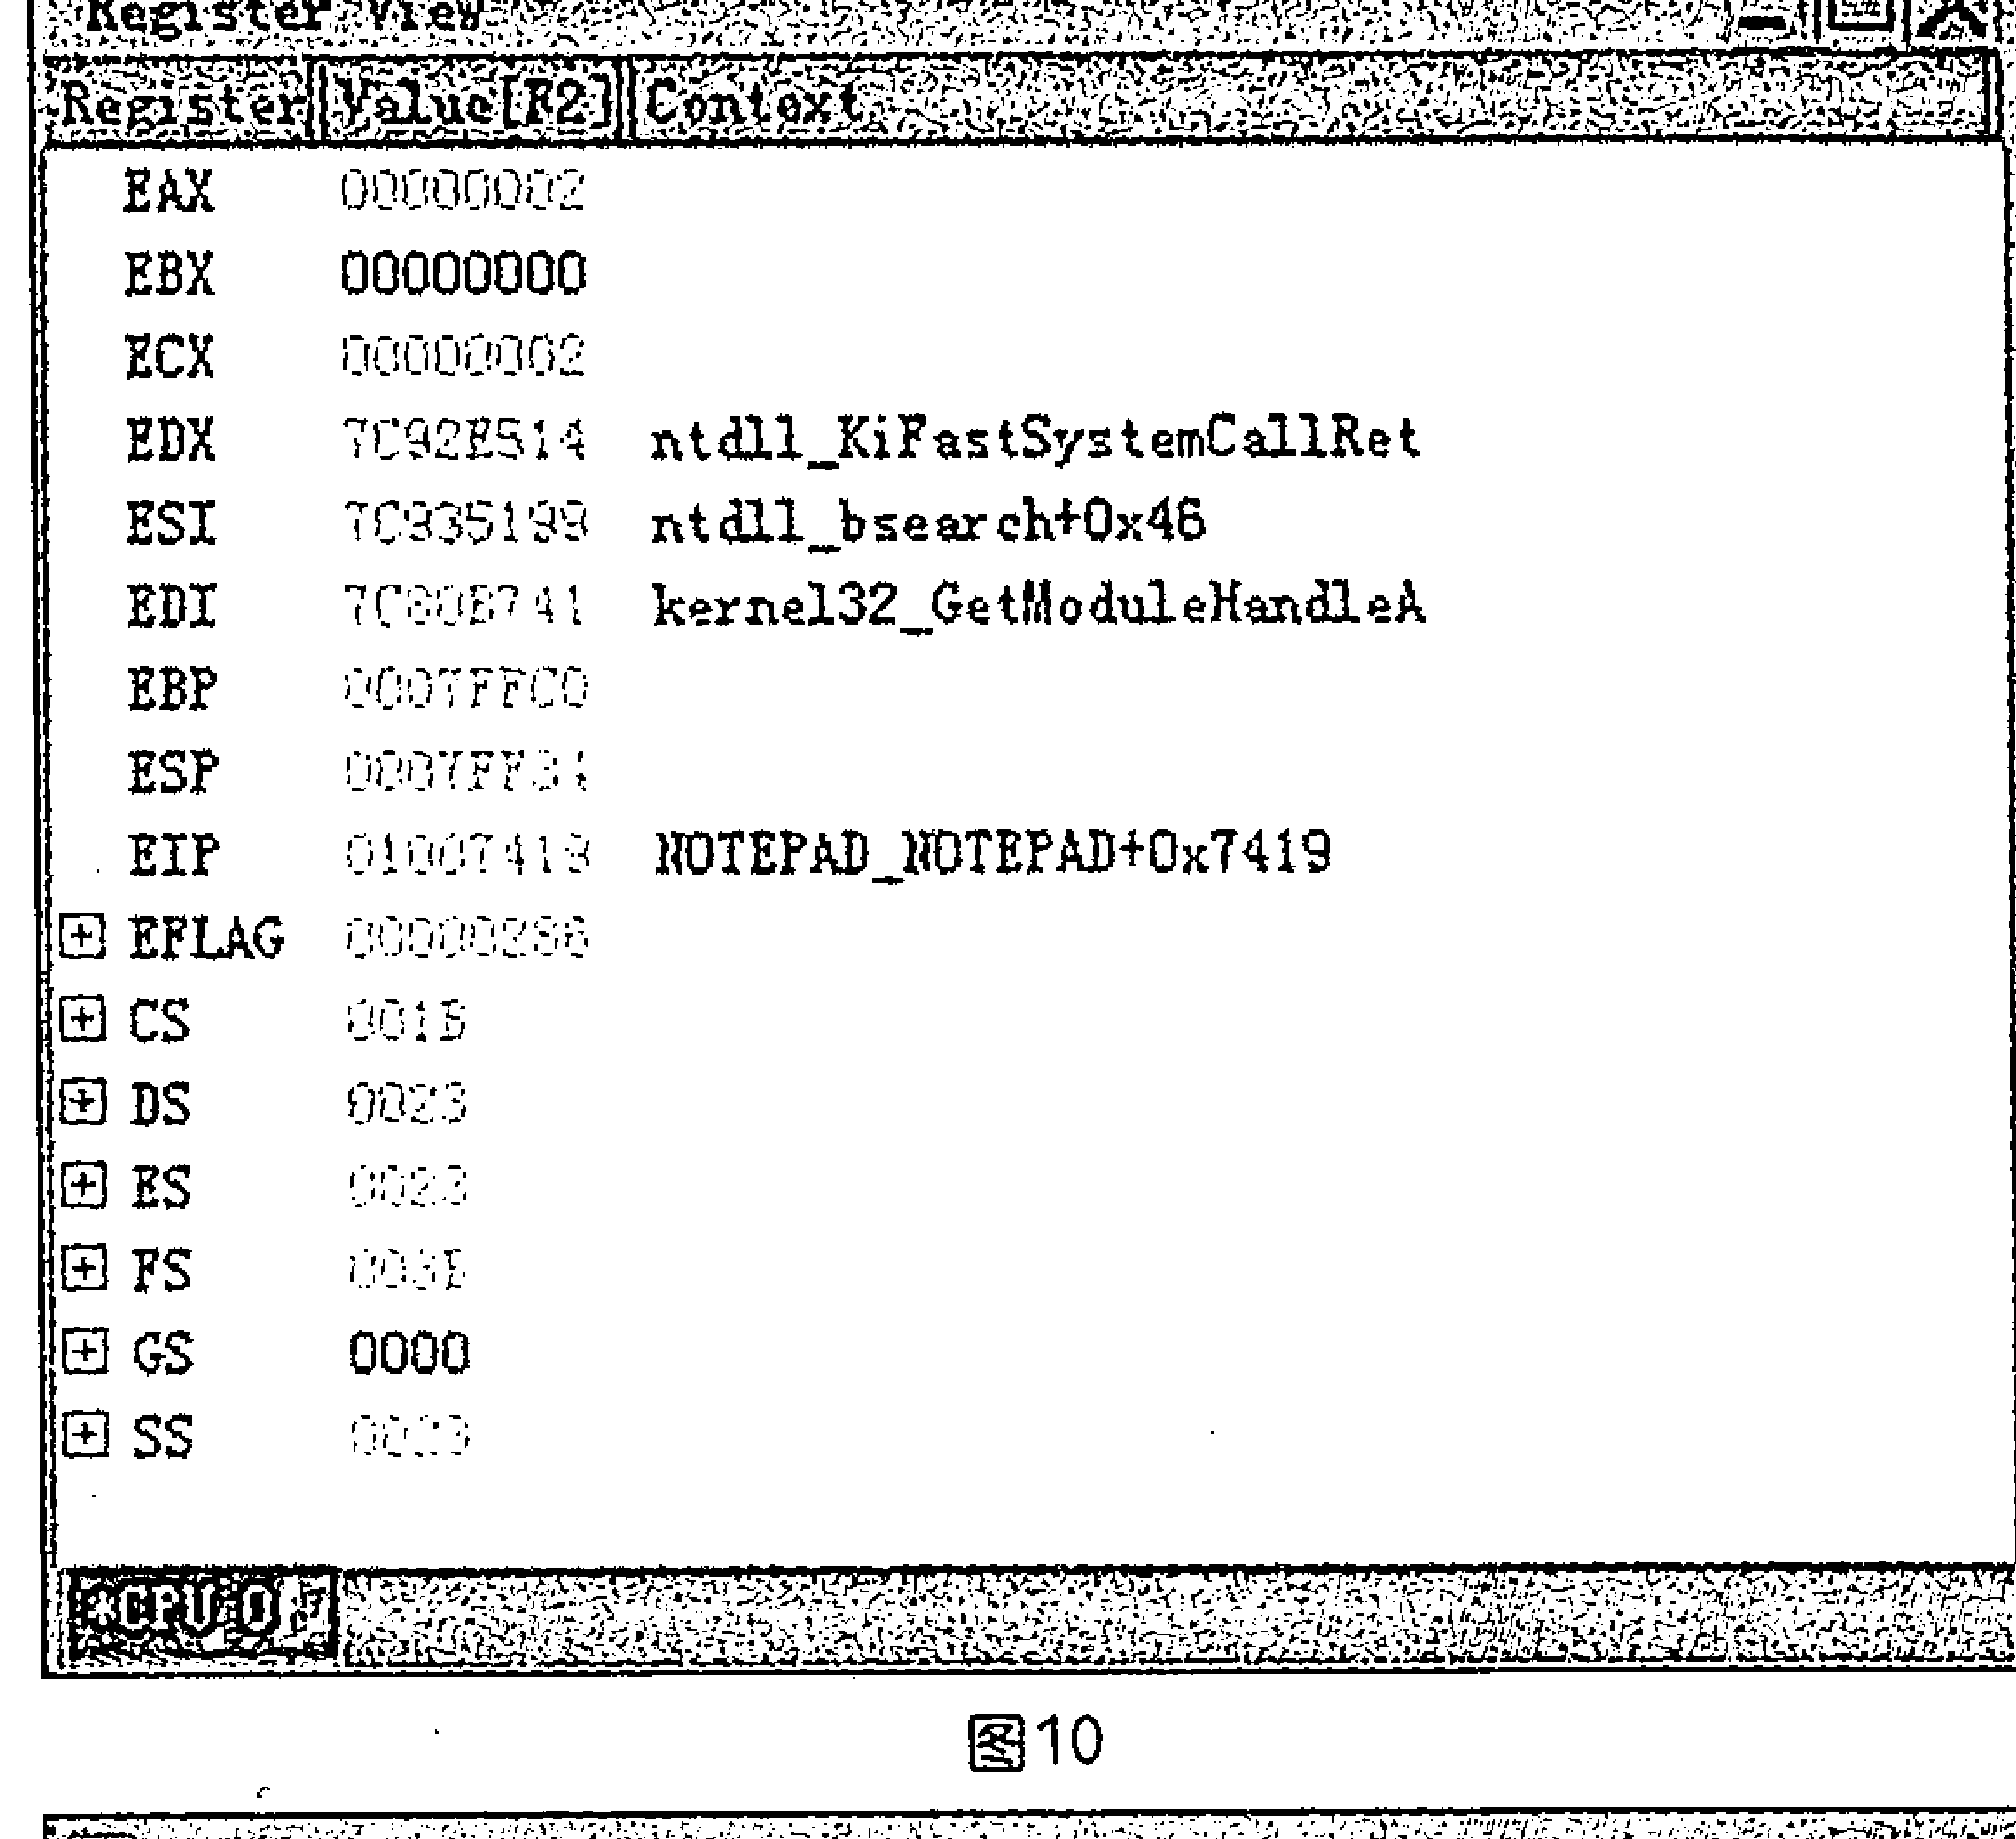 Register View
Register Value[F2] Context
EAX 00000002
EBX 00000000
ECX 00000002
EDX 7C92E514 ntdll_KiFastSystemCallRet
ESI 7C935199 ntdll_bsearch+0x46
EDI 7C80B741 kernel32_GetModuleHandleA
EBP 0007FFC0
ESP 0007FF34
EIP 01007419 NOTEPAD_NOTEPAD+0x7419
EFLAG 00000286
CS 001B
DS 0023
ES 0023
FS 003B
GS 0000
SS 0023
*CPU:0
图10